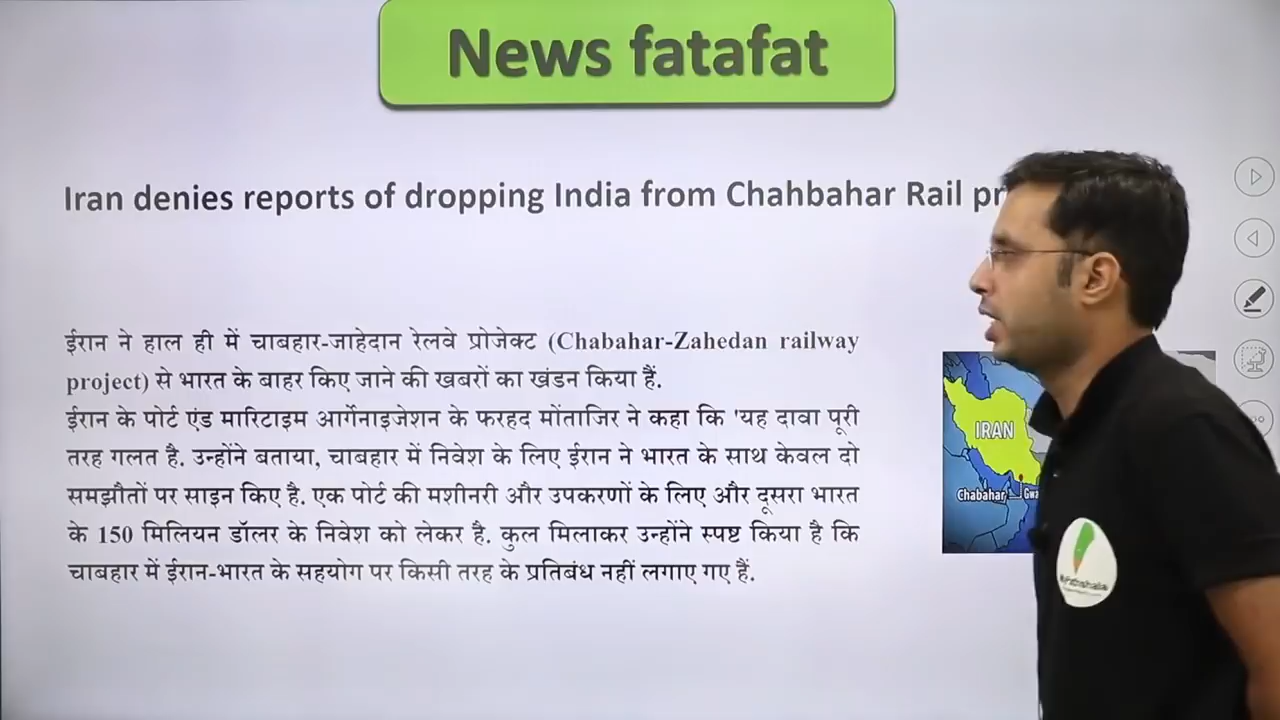 News fatafat
Iran denies reports of dropping India from Chahbahar Rail
ईरान ने हाल ही में चाबहार-जाहेदान रेलवे प्रोजेक्ट (Chabahar-Zahedan railway
project) से भारत के बाहर किए जाने की खबरों का खंडन किया हैं.
ईरान के पोर्ट एंड मारिटाइम आर्गेनाइजेशन के फरहद मोंताजिर ने कहा कि 'यह दावा पूरी
तरह गलत है. उन्होंने बताया, चाबहार में निवेश के लिए ईरान ने भारत के साथ केवल दो
समझौतों पर साइन किए है. एक पोर्ट की मशीनरी और उपकरणों के लिए और दूसरा भारत
के 150 मिलियन डॉलर के निवेश को लेकर है. कुल मिलाकर उन्होंने स्पष्ट किया है कि
चाबहार में ईरान-भारत के सहयोग पर किसी तरह के प्रतिबंध नहीं लगाए गए हैं.
IRAN
Chabahar